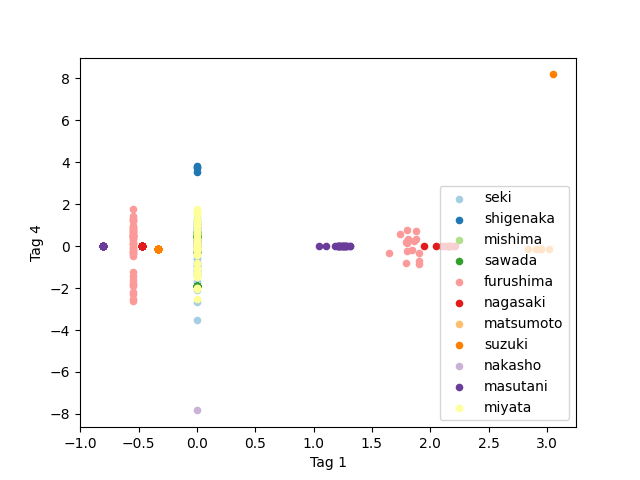 8
6
4
2
0
−2
−4
−6
−8
Tag 4
−1.0 −0.5 0.0 0.5 1.0 1.5 2.0 2.5 3.0
Tag 1
seki
shigenaka
mishima
sawada
furushima
nagasaki
matsumoto
suzuki
nakasho
masutani
miyata